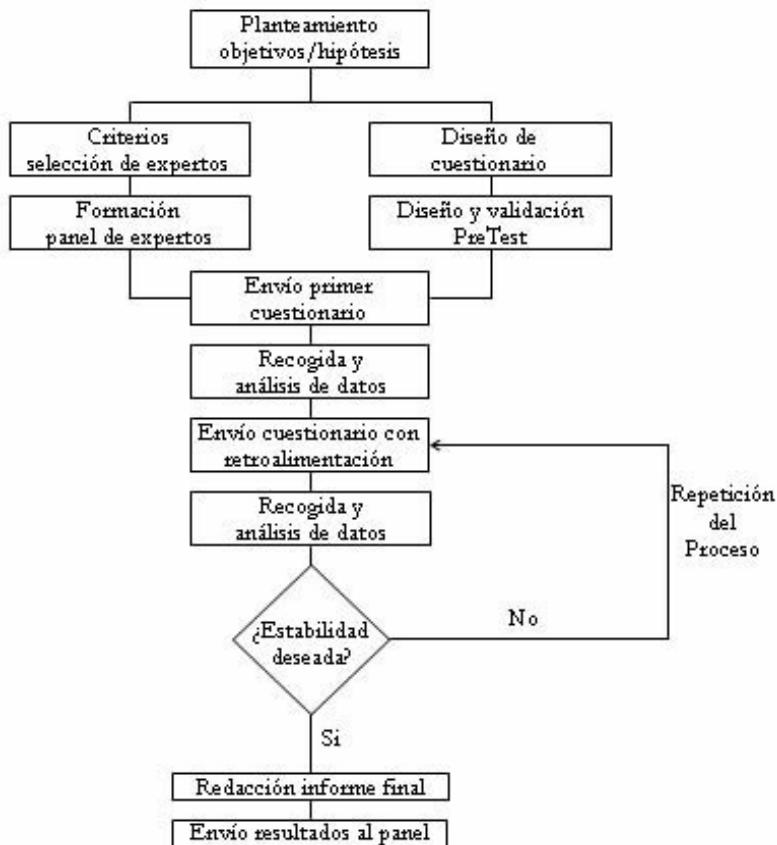 Planteamiento
objetivos/hipótesis
Criterios
selección de expertos
Diseño de
cuestionario
Formación
panel de expertos
Diseño y validación
PreTest
Envío primer
cuestionario
Recogida y
análisis de datos
Envío cuestionario con
retroalimentación
Recogida y
análisis de datos
Repetición
del
Proceso
¿Estabilidad
deseada?
No
Si
Redacción informe final
Envío resultados al panel